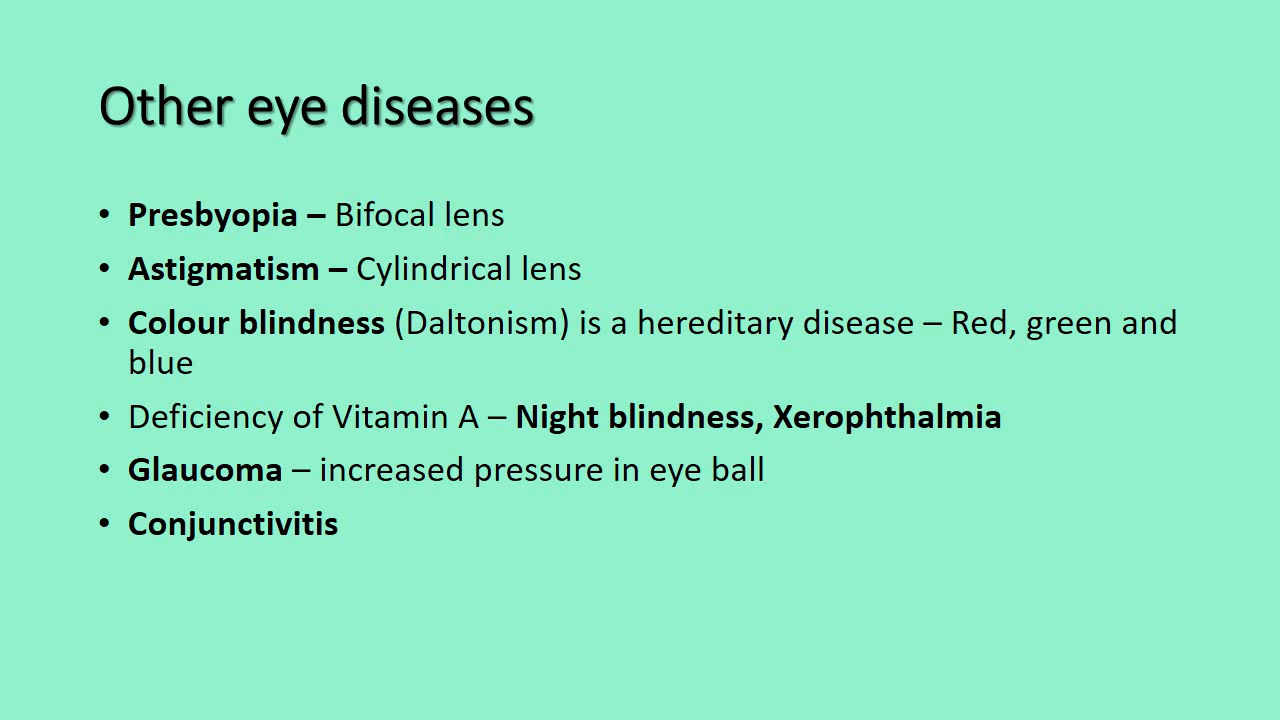 Other eye diseases
• Presbyopia – Bifocal lens
• Astigmatism – Cylindrical lens
• Colour blindness (Daltonism) is a hereditary disease – Red, green and
blue
• Deficiency of Vitamin A – Night blindness, Xerophthalmia
• Glaucoma – increased pressure in eye ball
• Conjunctivitis